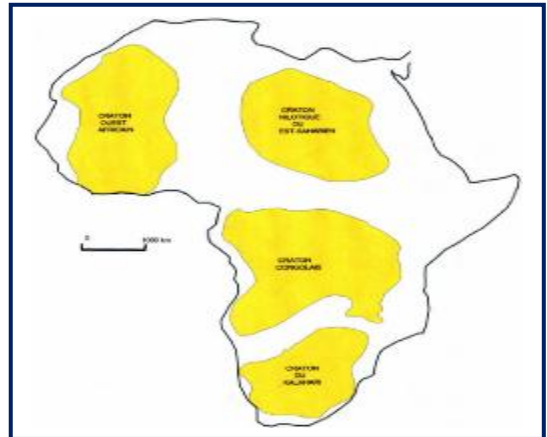 CRATON
OUEST
AFRICAIN
CRATON
NILOTIQUE
OU
EST-SAHARIEN
0 1000 km
CRATON
CONGOLAIS
CRATON
DU
KALAHARI